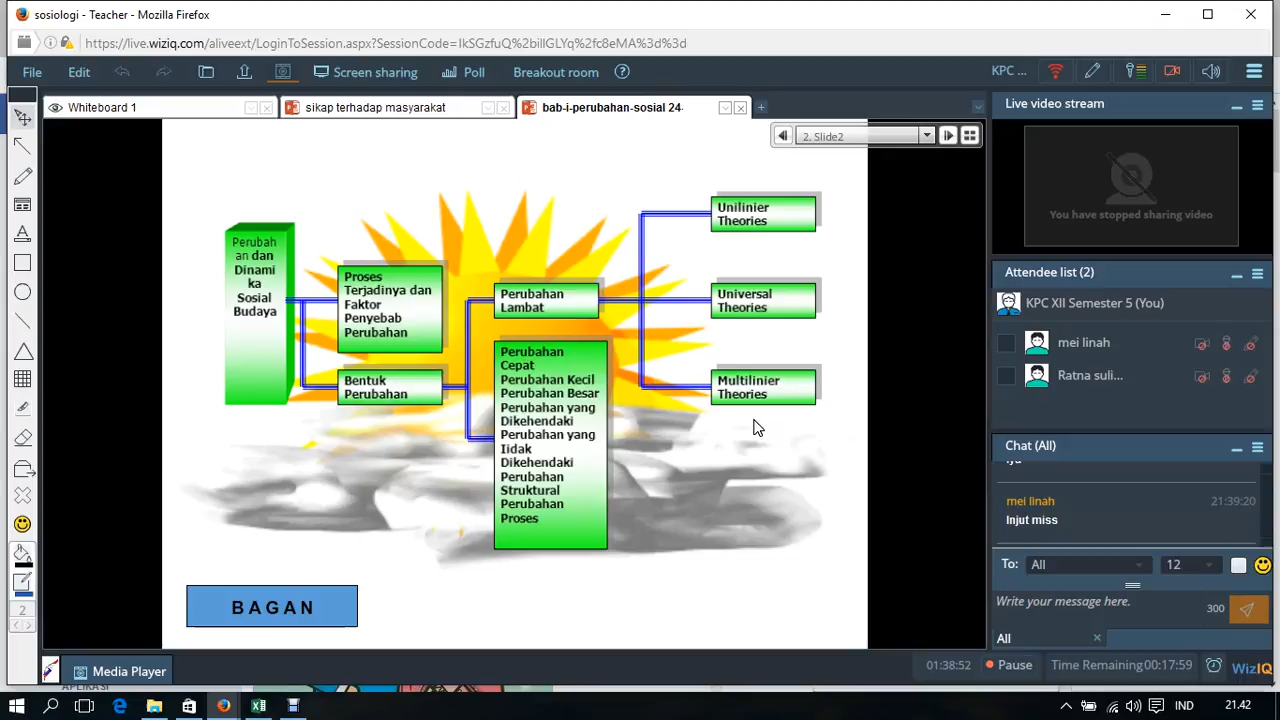 sosiologi - Teacher - Mozilla Firefox
https://live.wiziq.com/aliveext/LoginToSession.aspx?SessionCode=IkSGzfuQ%2biIGLYq%2fc8eMA%3d%3d
File Edit Screen sharing Poll Breakout room KPC ...
Whiteboard 1 sikap terhadap masyarakat bab-i-perubahan-sosial 24-
2. Slide2
Perubah
an dan
Dinami
ka
Sosial
Budaya
Proses
Terjadinya dan
Faktor
Penyebab
Perubahan
Bentuk
Perubahan
Perubahan
Lambat
Perubahan
Cepat
Perubahan Kecil
Perubahan Besar
Perubahan yang
Dikehendaki
Perubahan yang
Iidak
Dikehendaki
Perubahan
Struktural
Perubahan
Proses
Unilinier
Theories
Universal
Theories
Multilinier
Theories
B A G A N
Live video stream
You have stopped sharing video
Attendee list (2)
KPC XII Semester 5 (You)
mei linah
Ratna suli...
Chat (All)
mei linah 21:39:20
Injut miss
To: All 12
Write your message here. 300
All
2
Media Player 01:38:52 Pause Time Remaining 00:17:59 WizIQ
APLIKASI
IND 21.42